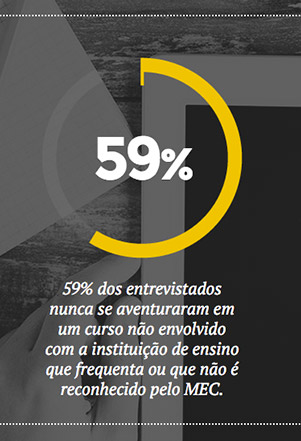 59%
59% dos entrevistados
nunca se aventuraram em
um curso não envolvido
com a instituição de ensino
que frequenta ou que não é
reconhecido pelo MEC.